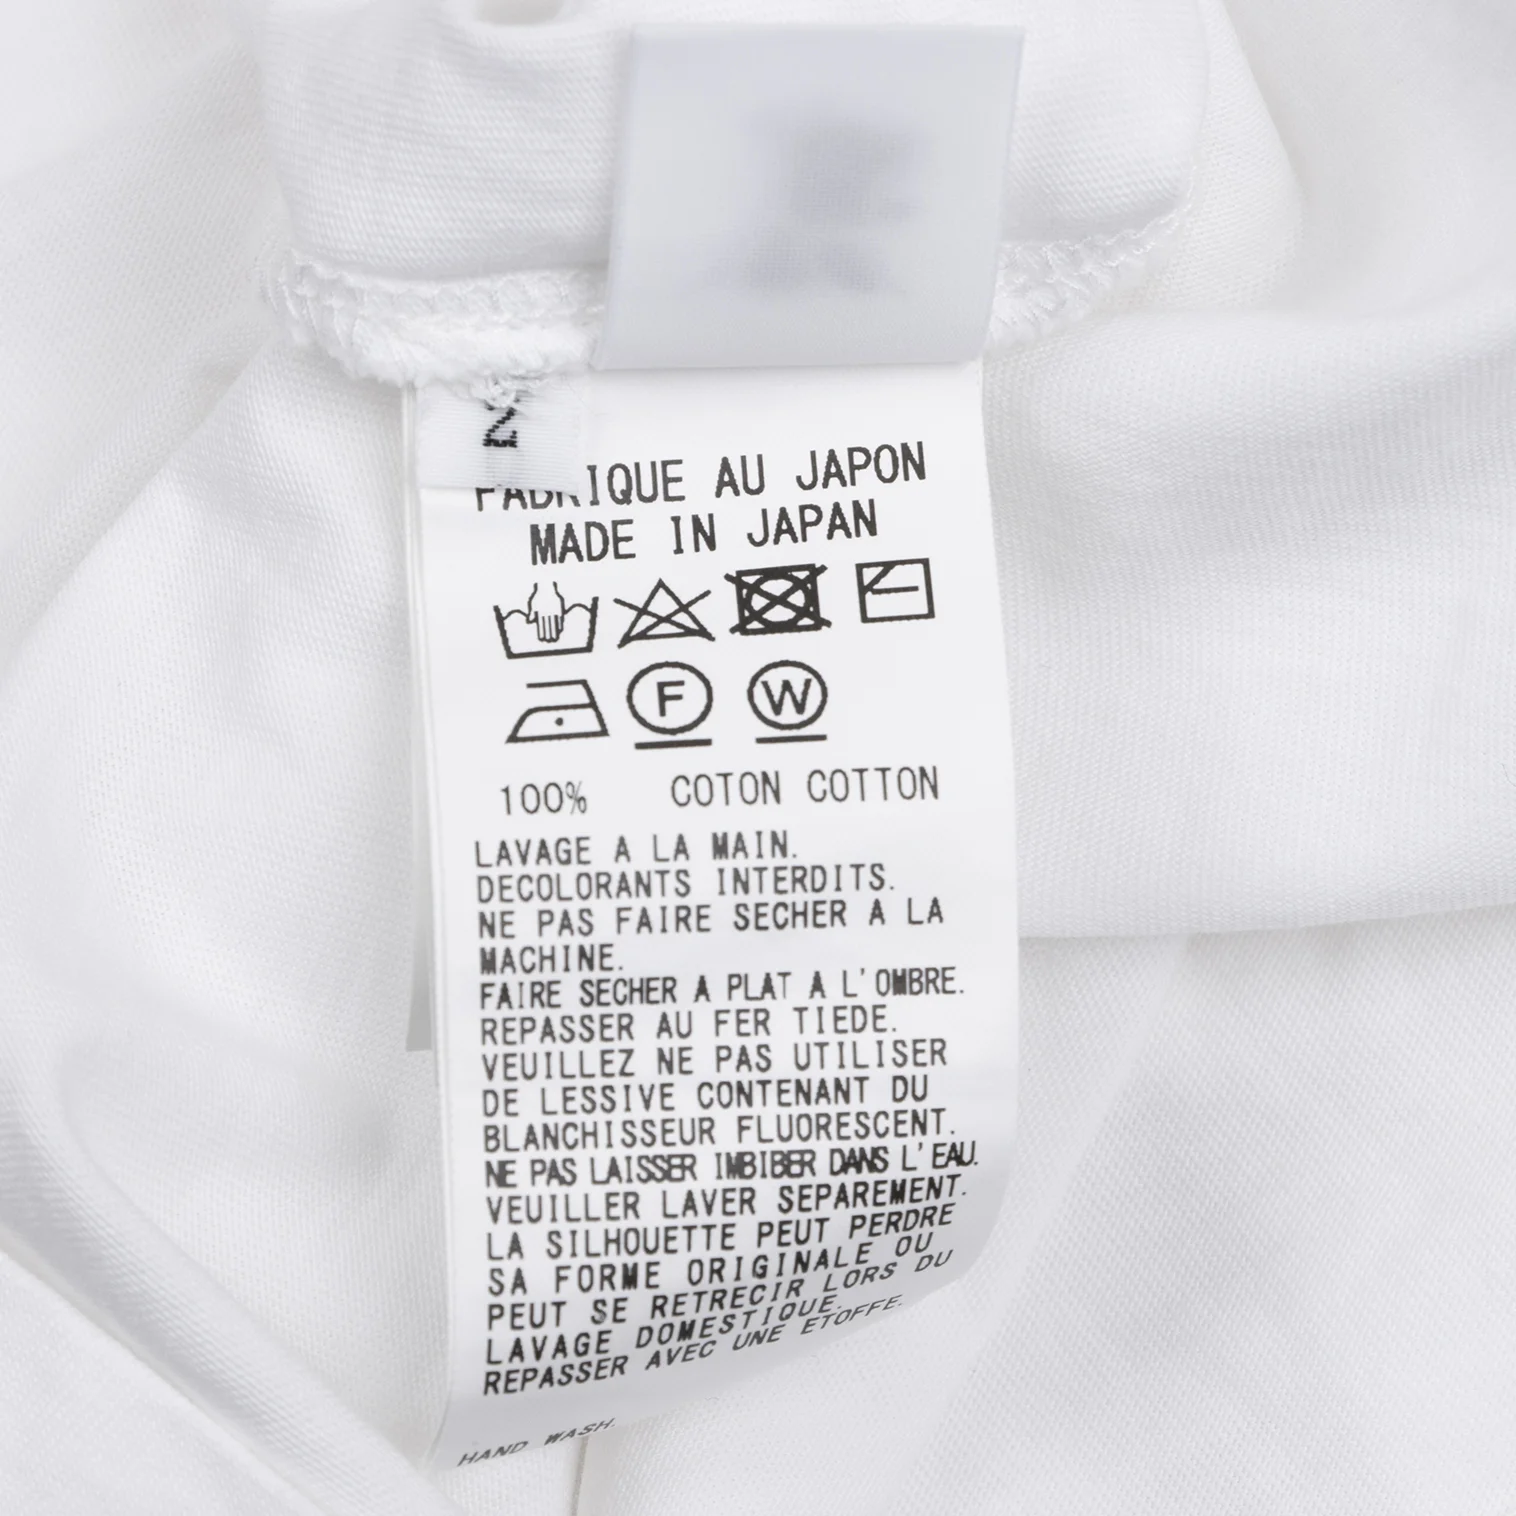 FABRIQUE AU JAPON
MADE IN JAPAN
F W
100% COTON COTTON
LAVAGE A LA MAIN.
DECOLORANTS INTERDITS.
NE PAS FAIRE SECHER A LA
MACHINE.
FAIRE SECHER A PLAT A L'OMBRE.
REPASSER AU FER TIEDE.
VEUILLEZ NE PAS UTILISER
DE LESSIVE CONTENANT DU
BLANCHISSEUR FLUORESCENT.
NE PAS LAISSER IMBIBER DANS L'EAU.
VEUILLER LAVER SEPAREMENT.
LA SILHOUETTE PEUT PERDRE
SA FORME ORIGINALE OU
PEUT SE RETRECIR LORS DU
LAVAGE DOMESTIQUE.
REPASSER AVEC UNE ETOFFE.
HAND WASH.